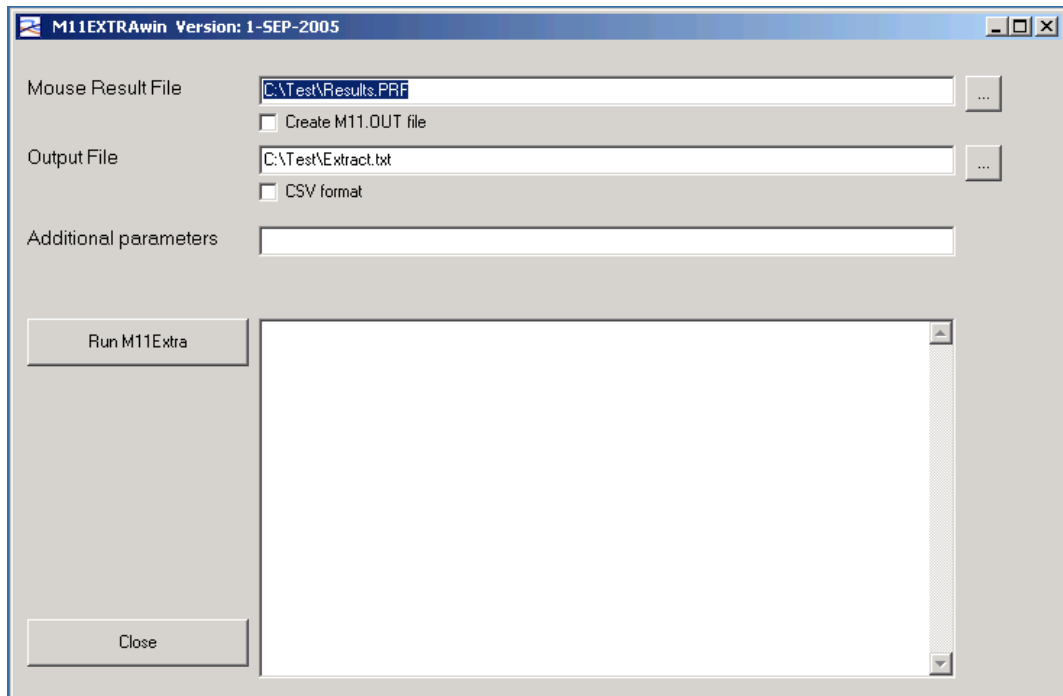 M11EXTRAwin Version: 1-SEP-2005
Mouse Result File
C:\Test\Results.PRF
...
Create M11.OUT file
Output File
C:\Test\Extract.txt
...
CSV format
Additional parameters
Run M11Extra
Close